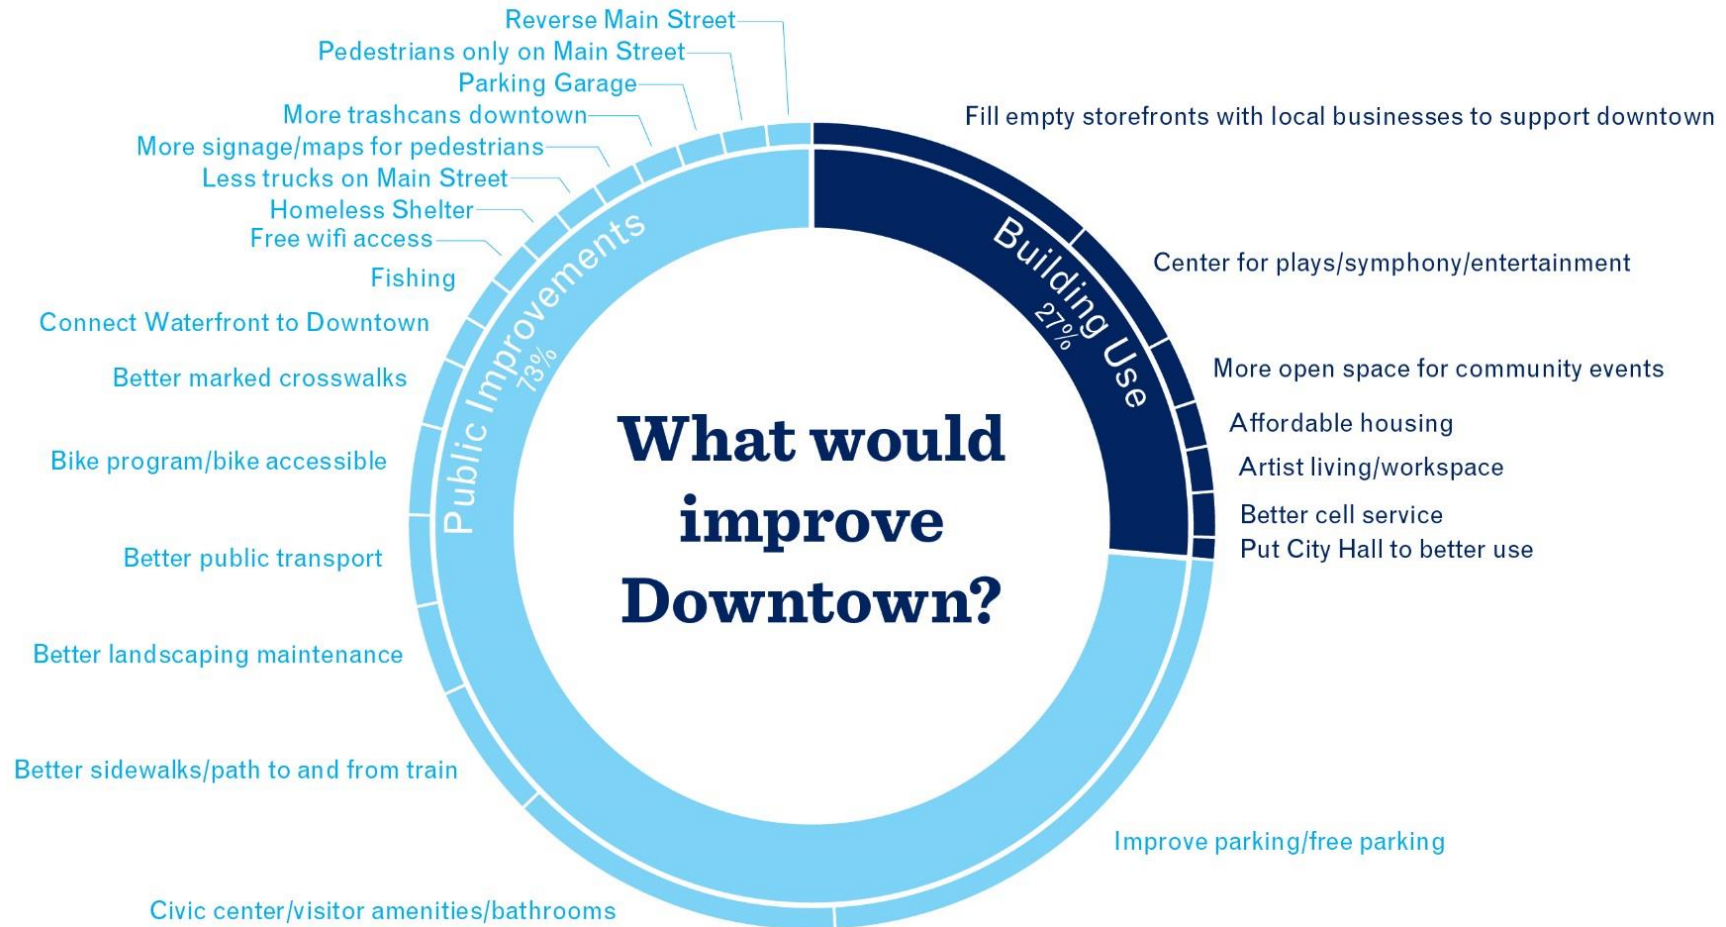 Reverse Main Street
Pedestrians only on Main Street
Parking Garage
More trashcans downtown
More signage/maps for pedestrians
Less trucks on Main Street
Homeless Shelter
Free wifi access
Fishing
Connect Waterfront to Downtown
Better marked crosswalks
Bike program/bike accessible
Better public transport
Better landscaping maintenance
Better sidewalks/path to and from train
Civic center/visitor amenities/bathrooms
Public Improvements
73%
What would
improve
Downtown?
Building Use
27%
Fill empty storefronts with local businesses to support downtown
Center for plays/symphony/entertainment
More open space for community events
Affordable housing
Artist living/workspace
Better cell service
Put City Hall to better use
Improve parking/free parking